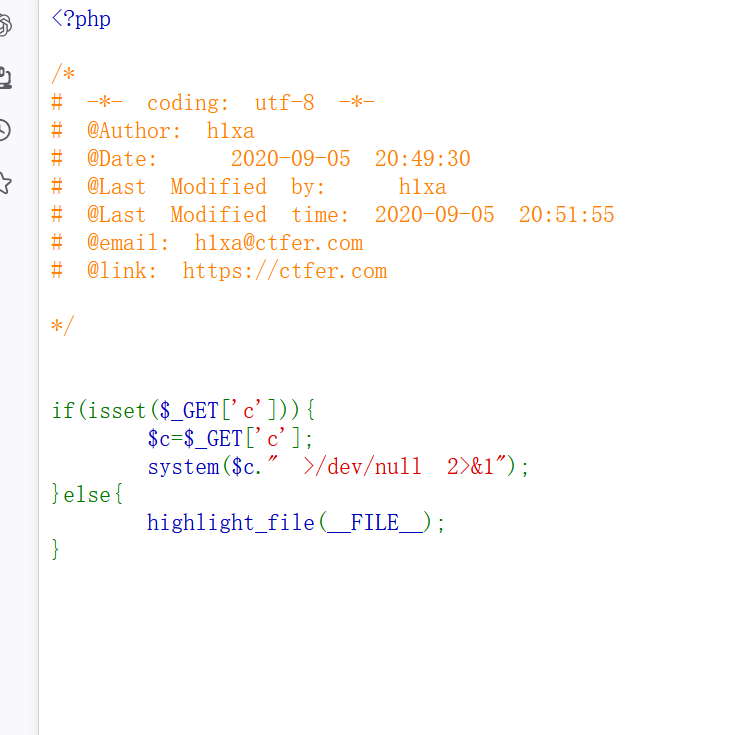 <?php
/*
# -*- coding: utf-8 -*-
# @Author: h1xa
# @Date:   2020-09-05 20:49:30
# @Last Modified by:   h1xa
# @Last Modified time: 2020-09-05 20:51:55
# @email: h1xa@ctfer.com
# @link: https://ctfer.com
*/
if(isset($_GET['c'])){
    $c=$_GET['c'];
    system($c." >/dev/null 2>&1");
}else{
    highlight_file(__FILE__);
}